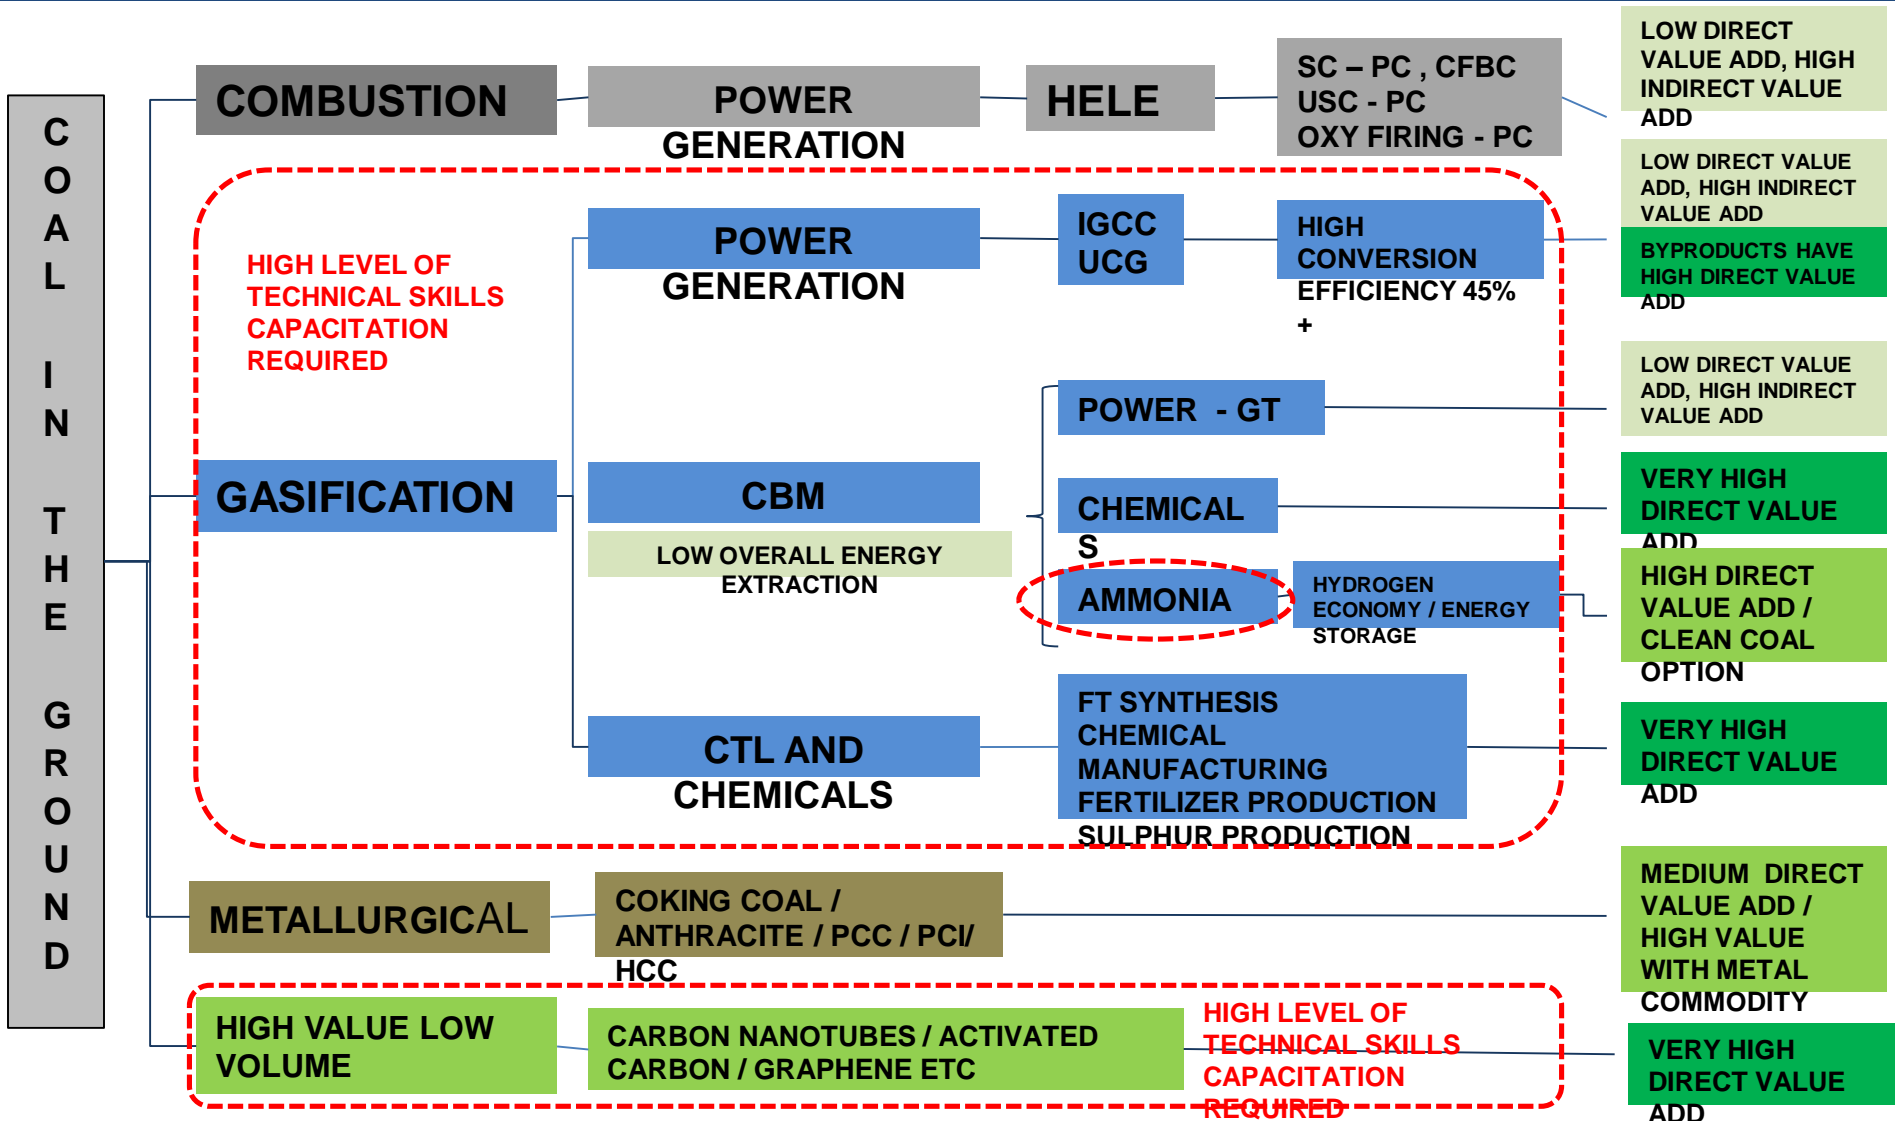 COAL IN THE GROUND
COMBUSTION
POWER
GENERATION
HELE
SC – PC , CFBC
USC - PC
OXY FIRING - PC
LOW DIRECT
VALUE ADD, HIGH
INDIRECT VALUE
ADD
HIGH LEVEL OF
TECHNICAL SKILLS
CAPACITATION
REQUIRED
POWER
GENERATION
IGCC
UCG
HIGH
CONVERSION
EFFICIENCY 45%
+
LOW DIRECT VALUE
ADD, HIGH INDIRECT
VALUE ADD
BYPRODUCTS HAVE
HIGH DIRECT VALUE
ADD
GASIFICATION
CBM
LOW OVERALL ENERGY
EXTRACTION
POWER - GT
LOW DIRECT VALUE
ADD, HIGH INDIRECT
VALUE ADD
CHEMICAL
S
VERY HIGH
DIRECT VALUE
ADD
AMMONIA
HYDROGEN
ECONOMY / ENERGY
STORAGE
HIGH DIRECT
VALUE ADD /
CLEAN COAL
OPTION
CTL AND
CHEMICALS
FT SYNTHESIS
CHEMICAL
MANUFACTURING
FERTILIZER PRODUCTION
SULPHUR PRODUCTION
VERY HIGH
DIRECT VALUE
ADD
METALLURGICAL
COKING COAL /
ANTHRACITE / PCC / PCI/
HCC
MEDIUM DIRECT
VALUE ADD /
HIGH VALUE
WITH METAL
COMMODITY
HIGH VALUE LOW
VOLUME
CARBON NANOTUBES / ACTIVATED
CARBON / GRAPHENE ETC
HIGH LEVEL OF
TECHNICAL SKILLS
CAPACITATION
REQUIRED
VERY HIGH
DIRECT VALUE
ADD